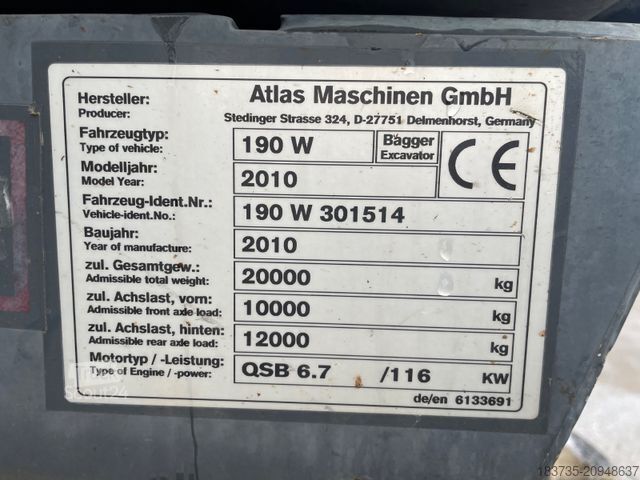 Hersteller: Atlas Maschinen GmbH
Producer: Stedinger Strasse 324, D-27751 Delmenhorst, Germany
Fahrzeugtyp: 190 W Bagger
Type of vehicle: Excavator CE
Modelljahr: 2010
Model Year:
Fahrzeug-Ident.Nr.: 190 W 301514
Vehicle-ident.No.:
Baujahr: 2010
Year of manufacture:
zul. Gesamtgew.: 20000 kg
Admissible total weight:
zul. Achslast, vorn: 10000 kg
Admissible front axle load:
zul. Achslast, hinten: 12000 kg
Admissible rear axle load:
Motortyp / -Leistung: QSB 6.7 /116 KW
Type of Engine / -power:
de/en 6133691
Truck
Scout24
183735-20948637